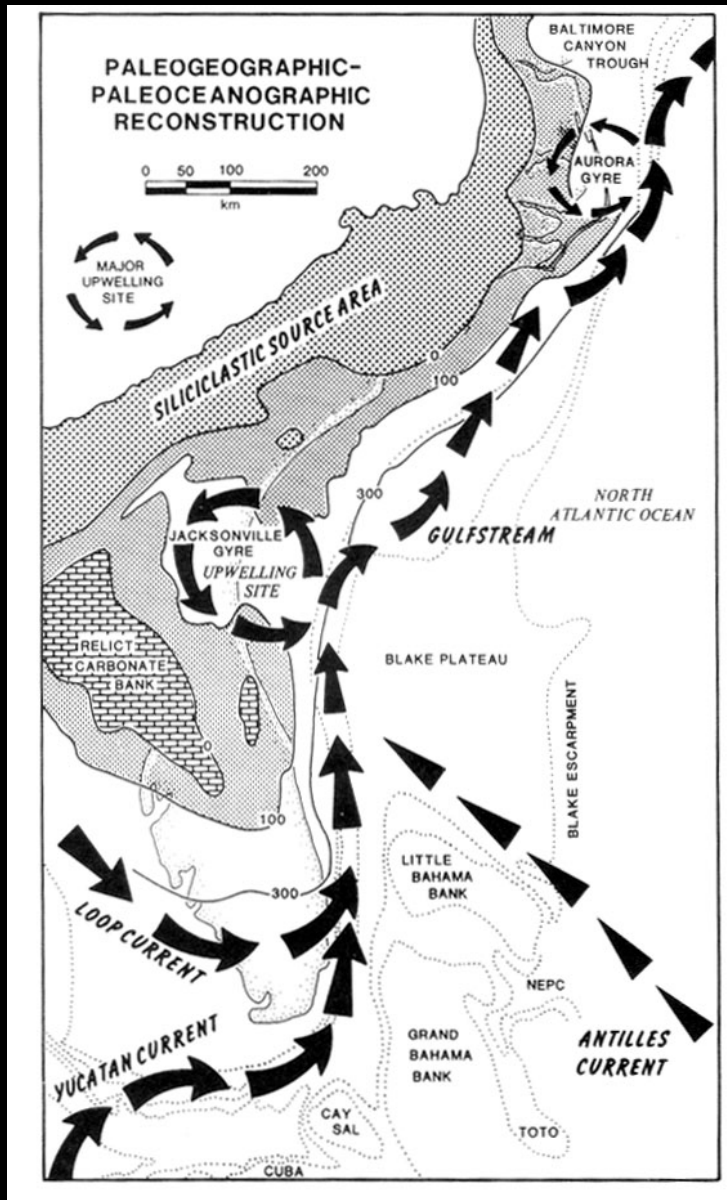 PALEOGEOGRAPHIC-
PALEOCEANOGRAPHIC
RECONSTRUCTION
0 50 100 200
km
MAJOR
UPWELLING
SITE
BALTIMORE
CANYON
TROUGH
AURORA
GYRE
SILICICLASTIC SOURCE AREA
0
100
300
NORTH
ATLANTIC OCEAN
GULFSTREAM
JACKSONVILLE
GYRE
UPWELLING
SITE
RELICT
CARBONATE
BANK
BLAKE PLATEAU
BLAKE ESCARPMENT
0
100
300
LITTLE
BAHAMA
BANK
LOOP CURRENT
NEPC
GRAND
BAHAMA
BANK
ANTILLES
CURRENT
YUCATAN CURRENT
CAY
SAL
TOTO
CUBA